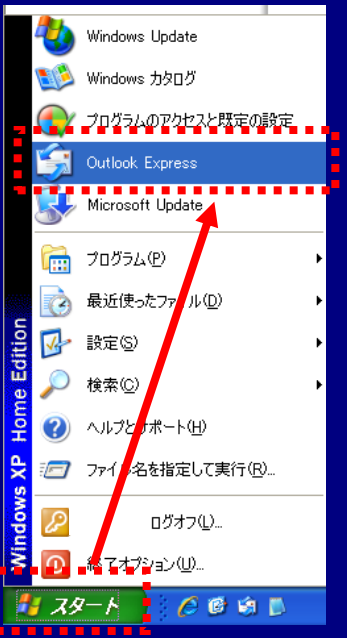 Windows Update
Windows カタログ
プログラムのアクセスと既定の設定
Outlook Express
Microsoft Update
プログラム(P)
最近使ったファイル(D)
設定(S)
検索(C)
ヘルプとサポート(H)
ファイル名を指定して実行(R)...
ログオフ(L)...
終了オプション(U)...
Windows XP Home Edition
スタート